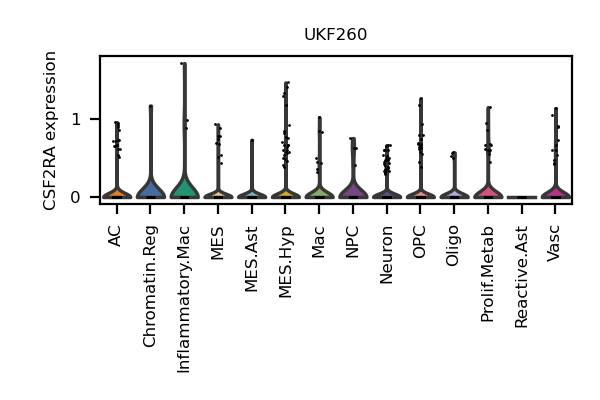 UKF260
CSF2RA expression
1
0
AC
Chromatin.Reg
Inflammatory.Mac
MES
MES.Ast
MES.Hyp
Mac
NPC
Neuron
OPC
Oligo
Prolif.Metab
Reactive.Ast
Vasc